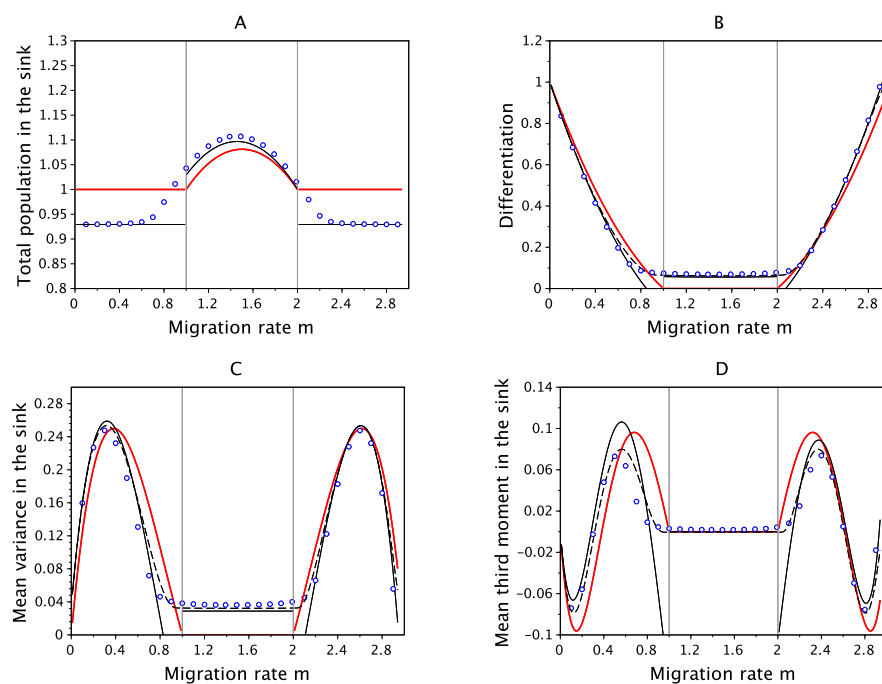 A
Total population in the sink
1.3
1.25
1.2
1.15
1.1
1.05
1
0.95
0.9
0.85
0.8
0 0.4 0.8 1.2 1.6 2 2.4 2.8
Migration rate m
B
Differentiation
1.2
1
0.8
0.6
0.4
0.2
0
0 0.4 0.8 1.2 1.6 2 2.4 2.8
Migration rate m
C
Mean variance in the sink
0.28
0.24
0.2
0.16
0.12
0.08
0.04
0
0 0.4 0.8 1.2 1.6 2 2.4 2.8
Migration rate m
D
Mean third moment in the sink
0.14
0.1
0.06
0.02
−0.02
−0.06
−0.1
0 0.4 0.8 1.2 1.6 2 2.4 2.8
Migration rate m